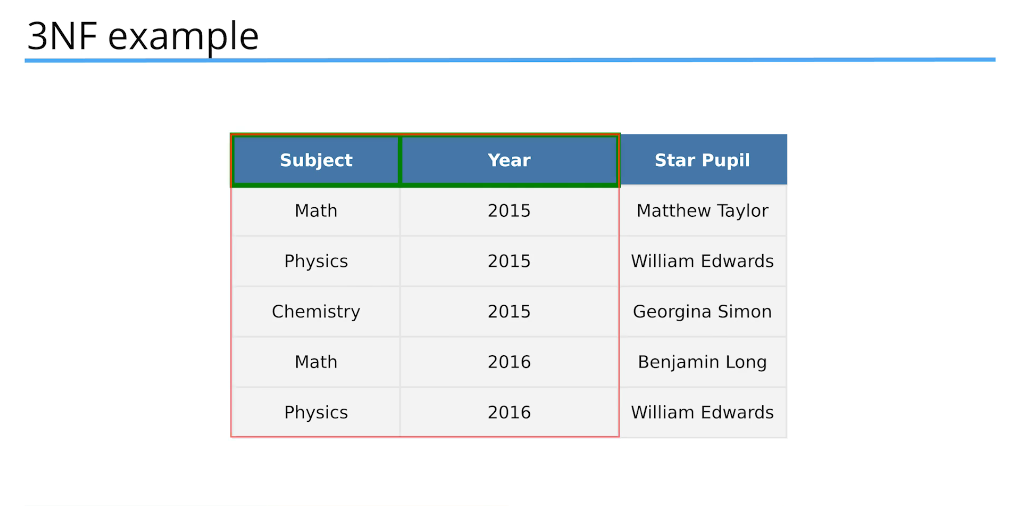 3NF example
Subject Year Star Pupil
Math 2015 Matthew Taylor
Physics 2015 William Edwards
Chemistry 2015 Georgina Simon
Math 2016 Benjamin Long
Physics 2016 William Edwards